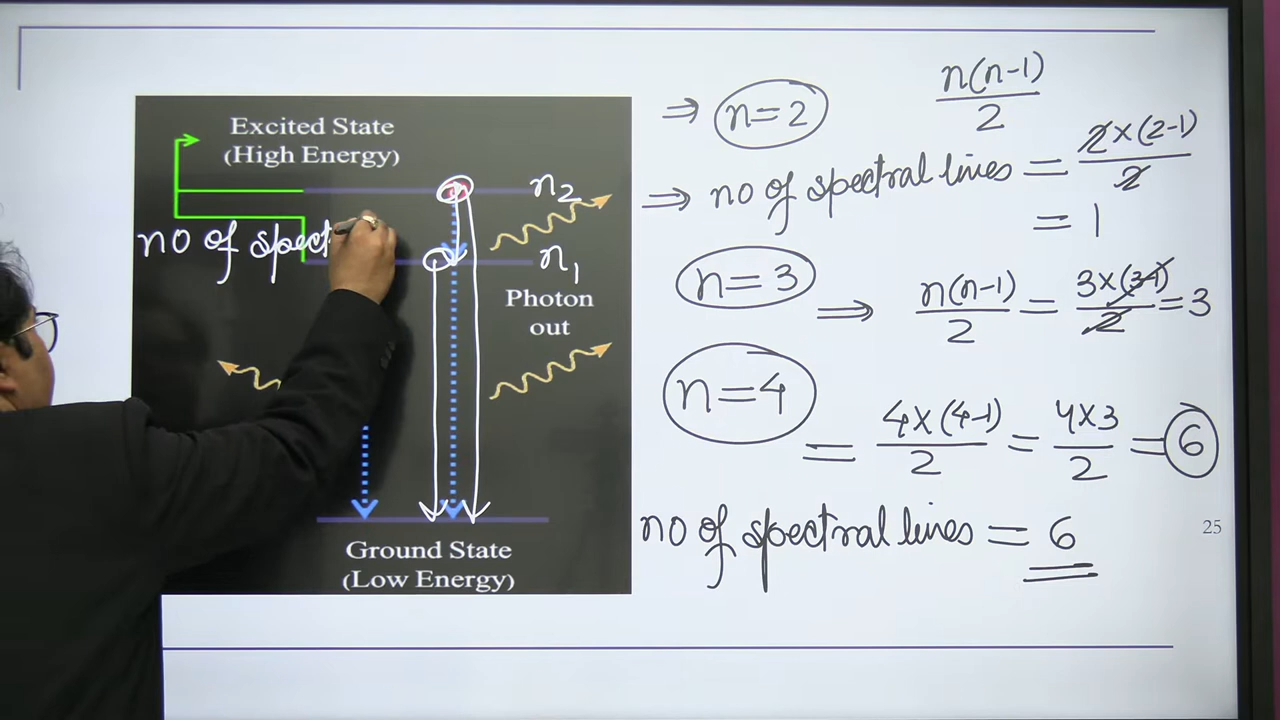 Excited State
(High Energy)
n2
no of spect
n1
Photon
out
Ground State
(Low Energy)
⇒ n=2
n(n-1)/2
⇒ no of spectral lines = 2×(2-1)/2
= 1
n=3 ⇒ n(n-1)/2 = 3×(3-1)/2 = 3
n=4
= 4×(4-1)/2 = 4×3/2 = 6
no of spectral lines = 6
25